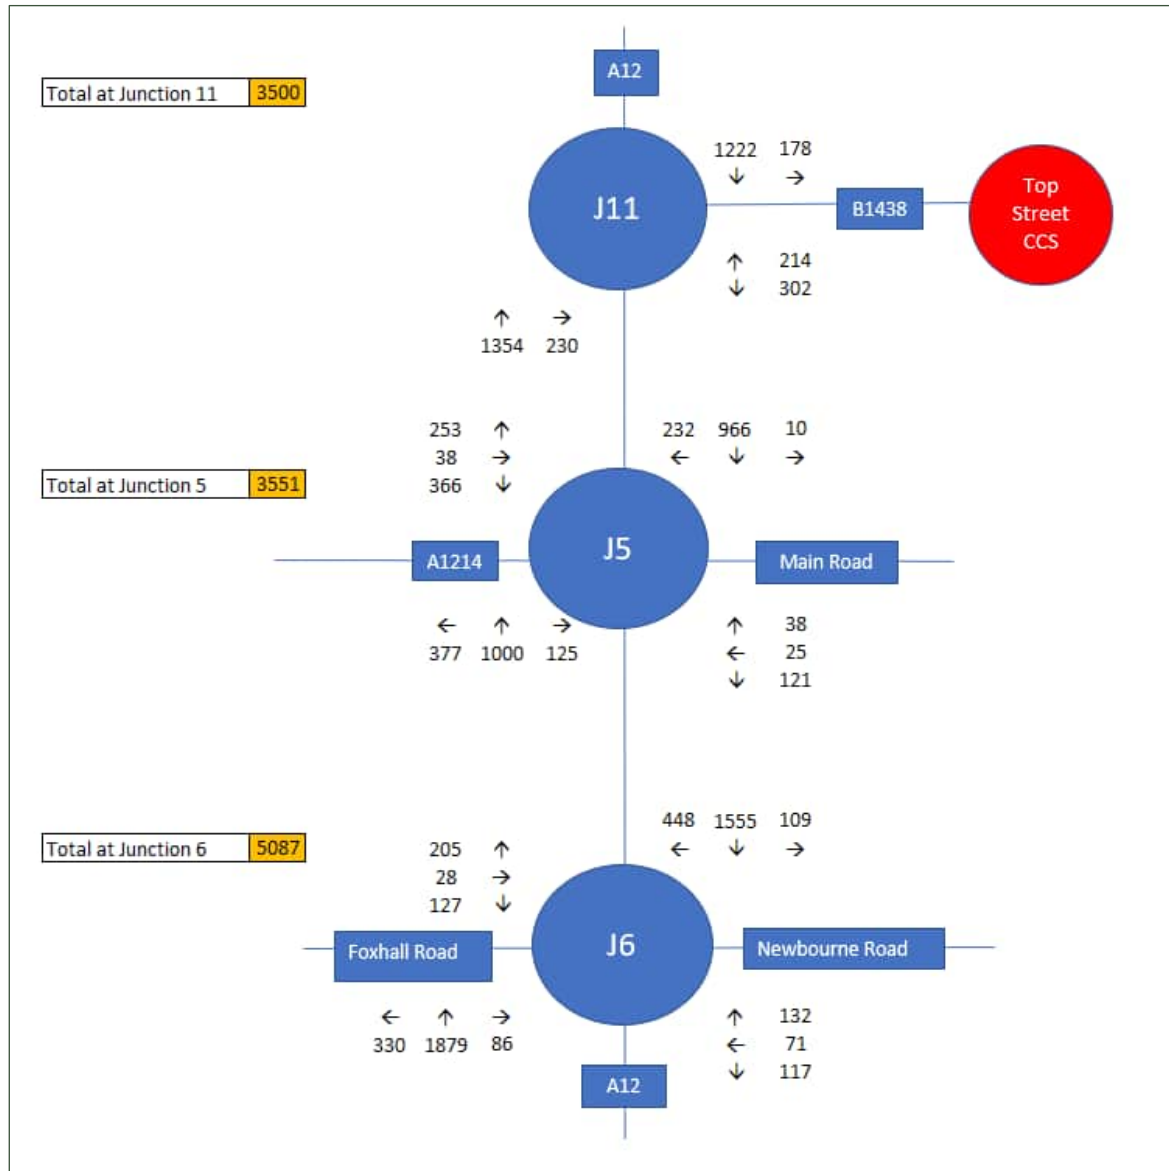 A12
Total at Junction 11 3500
1222 178
↓ →
J11
B1438
Top
Street
CCS
↑ 214
↓ 302
↑ →
1354 230
253 ↑
38 →
366 ↓
232 966 10
← ↓ →
Total at Junction 5 3551
J5
A1214
Main Road
← ↑ →
377 1000 125
↑ 38
← 25
↓ 121
448 1555 109
← ↓ →
Total at Junction 6 5087
205 ↑
28 →
127 ↓
Foxhall Road
J6
Newbourne Road
← ↑ →
330 1879 86
↑ 132
← 71
↓ 117
A12